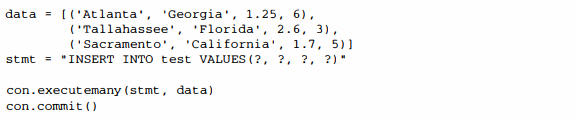 data = [('Atlanta', 'Georgia', 1.25, 6),
('Tallahassee', 'Florida', 2.6, 3),
('Sacramento', 'California', 1.7, 5)]
stmt = "INSERT INTO test VALUES(?, ?, ?, ?)"
con.executemany(stmt, data)
con.commit()